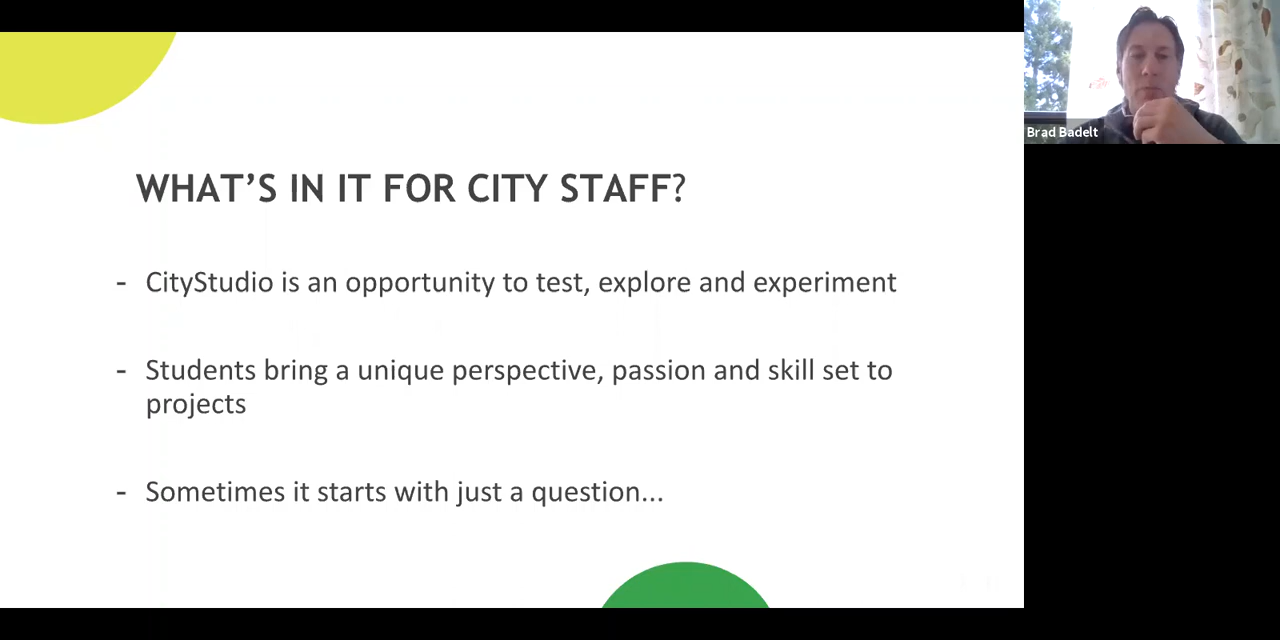 WHAT'S IN IT FOR CITY STAFF?
- CityStudio is an opportunity to test, explore and experiment
- Students bring a unique perspective, passion and skill set to
projects
- Sometimes it starts with just a question...
Brad Badelt